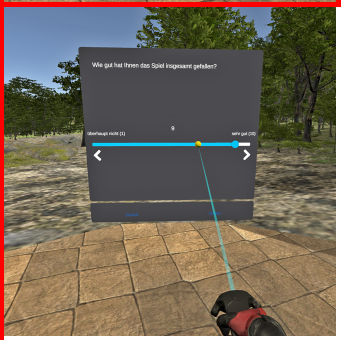 Wie gut hat Ihnen das Spiel insgesamt gefallen?
9
überhaupt nicht (1)
sehr gut (10)